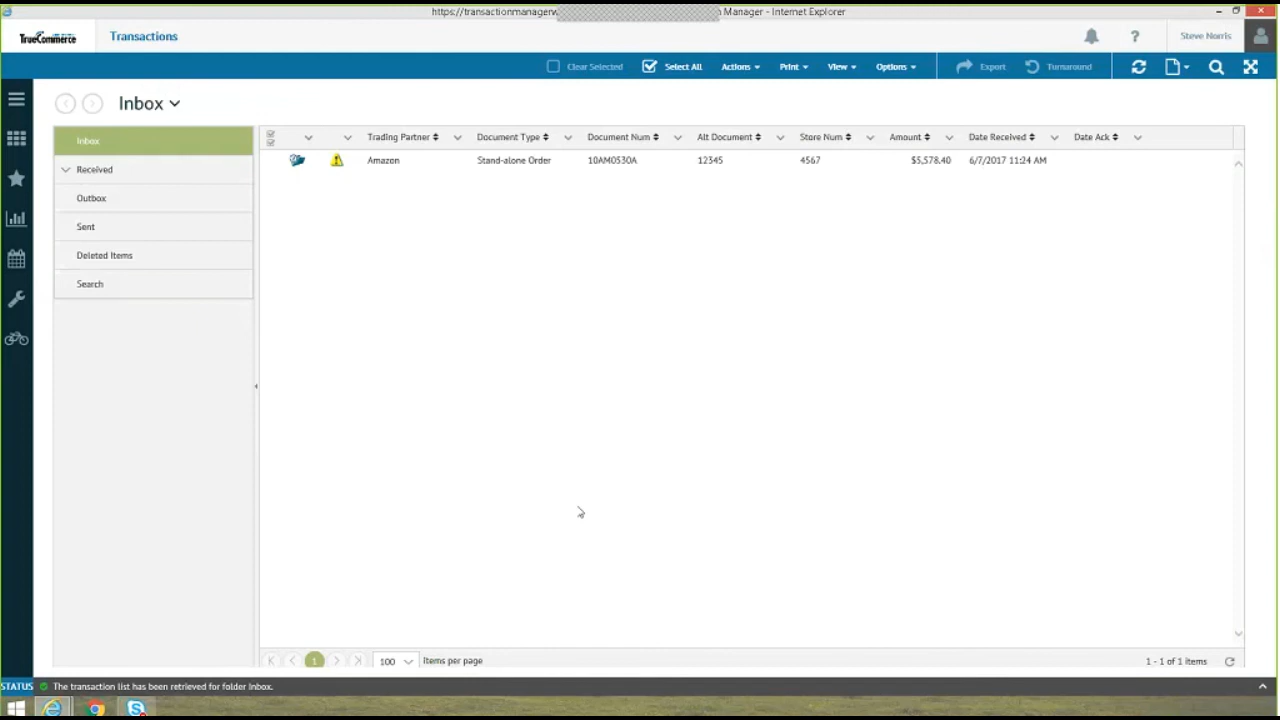 https://transactionmanagerw Manager - Internet Explorer
TrueCommerce Transactions ? Steve Norris
Clear Selected Select All Actions Print View Options Export Turnaround
Inbox
Inbox
Received
Outbox
Sent
Deleted Items
Search
Trading Partner Document Type Document Num Alt Document Store Num Amount Date Received Date Ack
Amazon Stand-alone Order 10AM0530A 12345 4567 $5,578.40 6/7/2017 11:24 AM
1 100 Items per page 1 - 1 of 1 Items
STATUS The transaction list has been retrieved for folder Inbox.